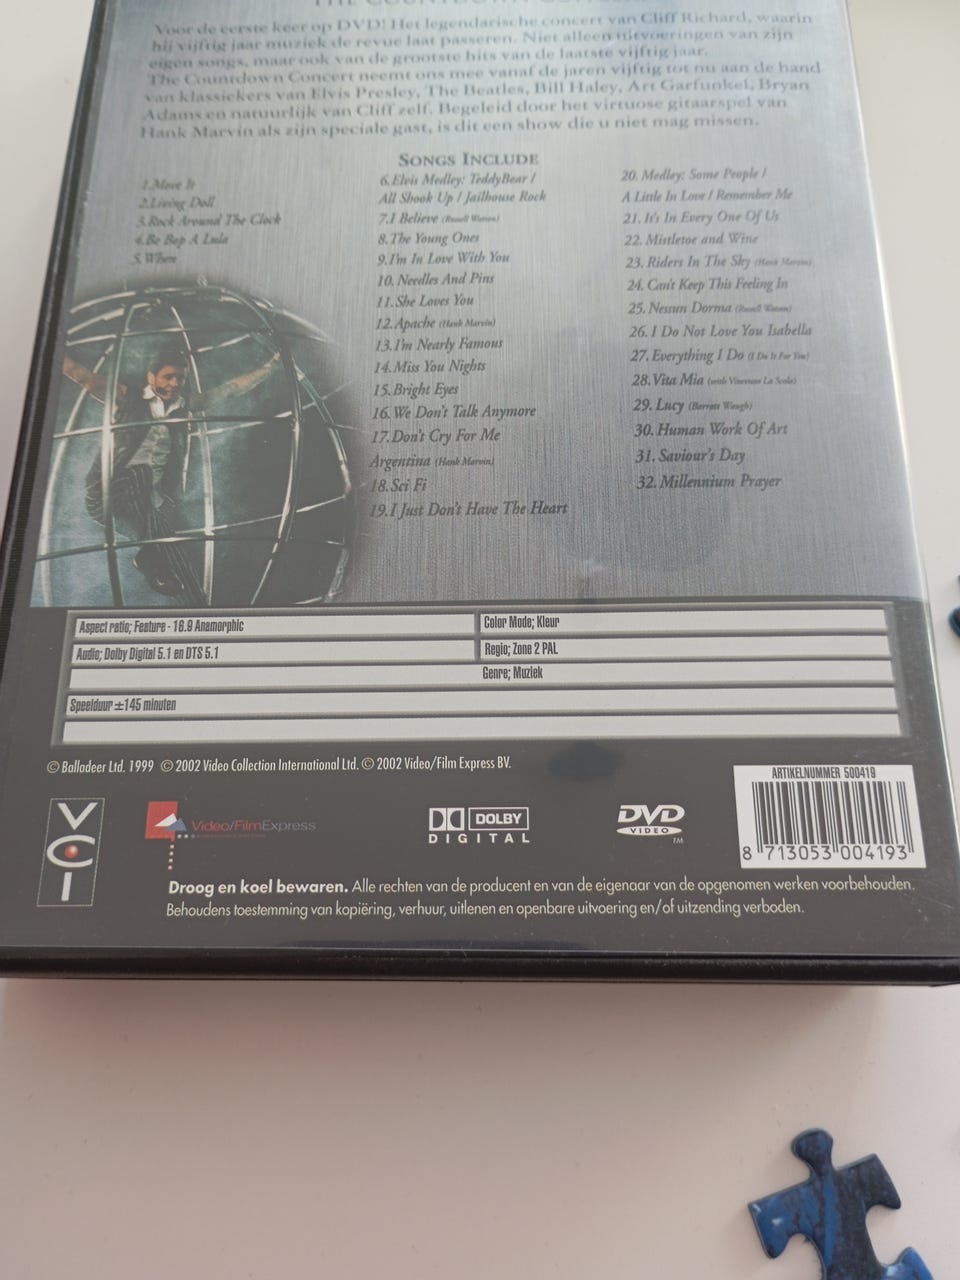 THE COUNTDOWN CONCERT
Voor de eerste keer op DVD! Het legendarische concert van Cliff Richard, waarin
hij vijftig jaar muziek de revue laat passeren. Niet alleen uitvoeringen van zijn
eigen songs, maar ook van de grootste hits van de laatste vijftig jaar.
The Countdown Concert neemt ons mee vanaf de jaren vijftig tot nu aan de hand
van klassiekers van Elvis Presley, The Beatles, Bill Haley, Art Garfunkel, Bryan
Adams en natuurlijk van Cliff zelf. Begeleid door het virtuose gitaarspel van
Hank Marvin als zijn speciale gast, is dit een show die u niet mag missen.
SONGS INCLUDE
1.Move It
2.Living Doll
3.Rock Around The Clock
4.Be Bop A Lula
5.When
6.Elvis Medley: TeddyBear /
All Shook Up / Jailhouse Rock
7.I Believe (Russell Watson)
8.The Young Ones
9.I'm In Love With You
10. Needles And Pins
11. She Loves You
12. Apache (Hank Marvin)
13. I'm Nearly Famous
14. Miss You Nights
15. Bright Eyes
16. We Don't Talk Anymore
17. Don't Cry For Me
Argentina (Hank Marvin)
18. Sci Fi
19. I Just Don't Have The Heart
20. Medley: Some People /
A Little In Love / Remember Me
21. It's In Every One Of Us
22. Mistletoe and Wine
23. Riders In The Sky (Hank Marvin)
24. Can't Keep This Feeling In
25. Nessun Dorma (Russell Watson)
26. I Do Not Love You Isabella
27. Everything I Do (I Do It For You)
28. Vita Mia (with Vincenzo La Scola)
29. Lucy (Barratt Waugh)
30. Human Work Of Art
31. Saviour's Day
32. Millennium Prayer
Aspect ratio; Feature - 16.9 Anamorphic
Color Mode; Kleur
Audio; Dolby Digital 5.1 en DTS 5.1
Regio; Zone 2 PAL
Genre; Muziek
Speelduur ±145 minuten
© Balladeer Ltd. 1999 © 2002 Video Collection International Ltd. © 2002 Video/Film Express BV.
VCI
Video/FilmExpress
DOLBY
DIGITAL
DVD
VIDEO
TM
ARTIKELNUMMER 500419
8 713053 004193
Droog en koel bewaren. Alle rechten van de producent en van de eigenaar van de opgenomen werken voorbehouden.
Behoudens toestemming van kopiëring, verhuur, uitlenen en openbare uitvoering en/of uitzending verboden.